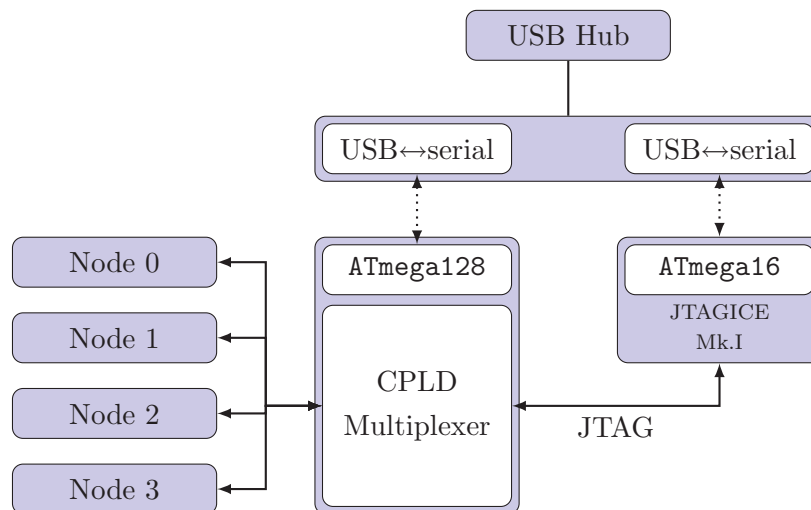 USB Hub
USB↔serial
USB↔serial
Node 0
ATmega128
ATmega16
Node 1
JTAGICE
Mk.I
CPLD
Node 2
Multiplexer
JTAG
Node 3